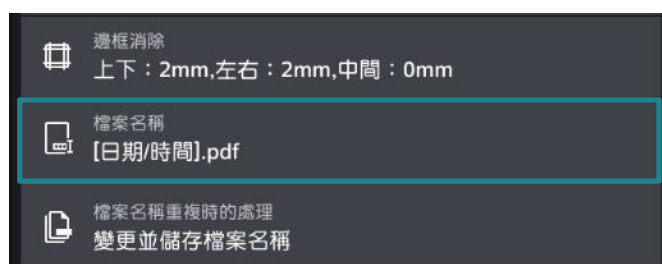 邊框消除
上下：2mm,左右：2mm,中間：0mm
檔案名稱
[日期/時間].pdf
檔案名稱重複時的處理
變更並儲存檔案名稱